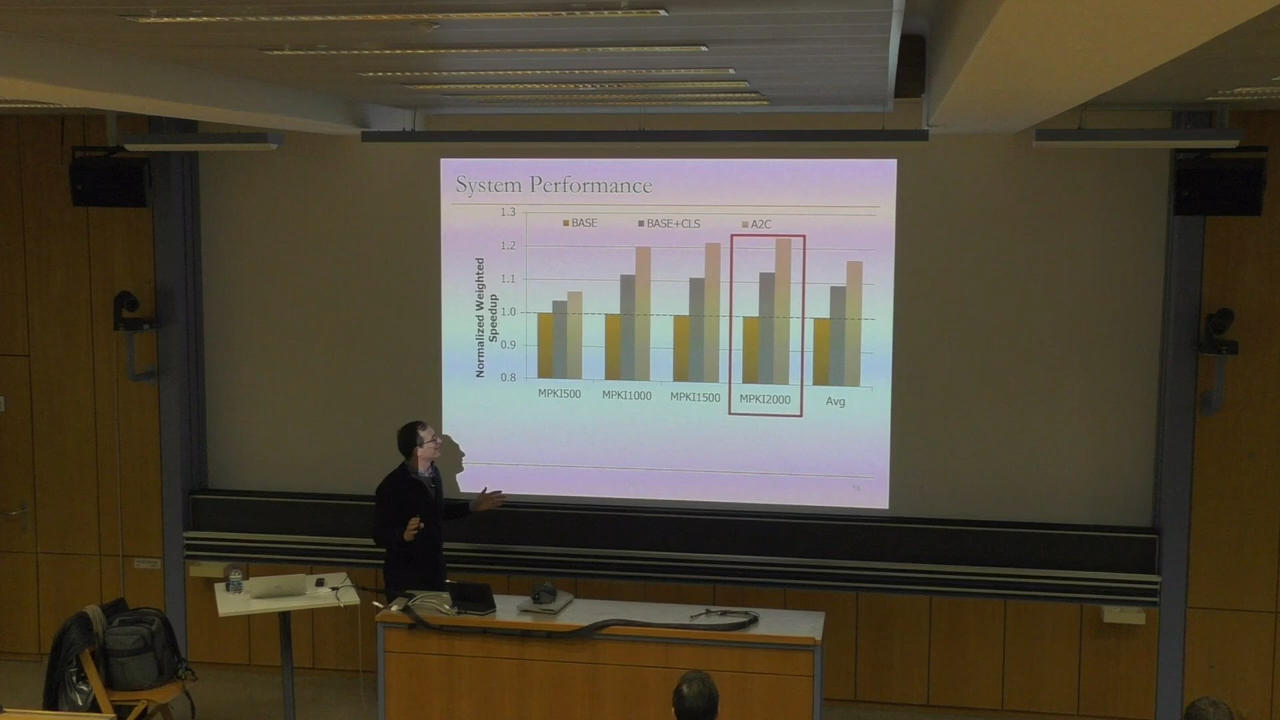 System Performance
1.3
BASE
BASE+CLS
A2C
1.2
1.1
1.0
0.9
0.8
Normalized Weighted
Speedup
MPKI500
MPKI1000
MPKI1500
MPKI2000
Avg